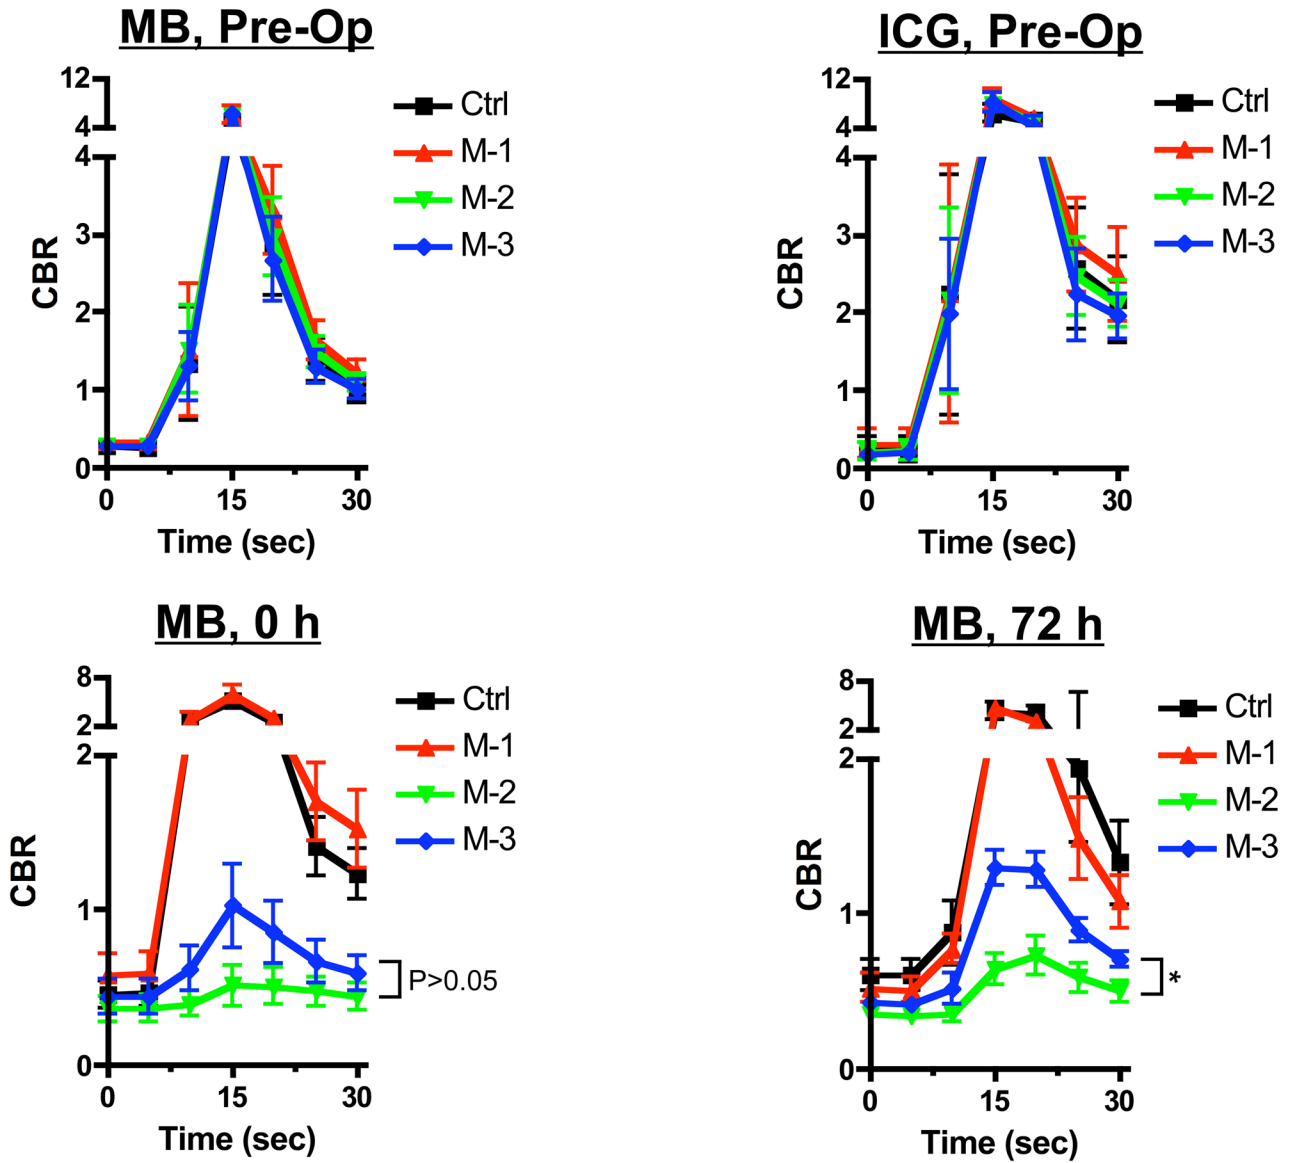 MB, Pre-Op
12
4
4
3
2
1
0
CBR
0 15 30
Time (sec)
Ctrl
M-1
M-2
M-3
ICG, Pre-Op
12
4
4
3
2
1
0
CBR
0 15 30
Time (sec)
Ctrl
M-1
M-2
M-3
MB, 0 h
8
2
2
1
0
CBR
0 15 30
Time (sec)
Ctrl
M-1
M-2
M-3
P>0.05
MB, 72 h
8
2
2
1
0
CBR
0 15 30
Time (sec)
Ctrl
M-1
M-2
M-3
*